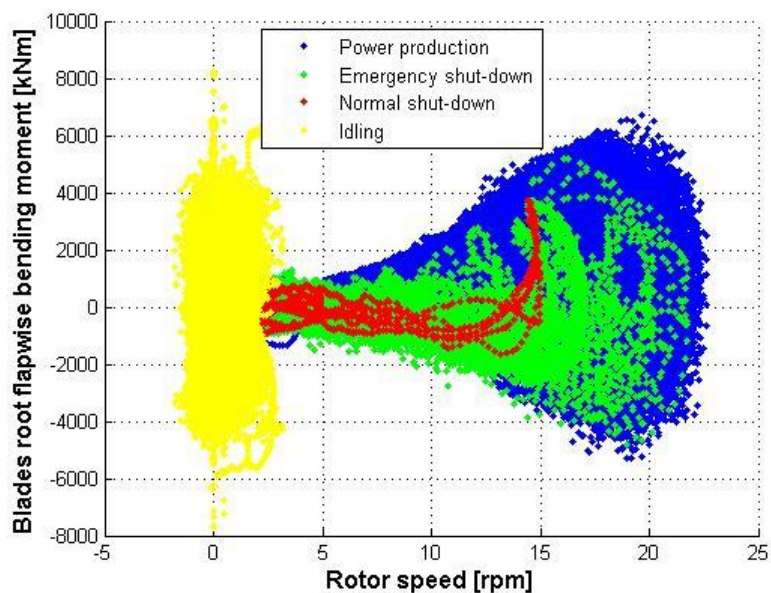 10000
8000
6000
4000
2000
0
-2000
-4000
-6000
-8000
Blades root flapwise bending moment [kNm]
Power production
Emergency shut-down
Normal shut-down
Idling
-5 0 5 10 15 20 25
Rotor speed [rpm]